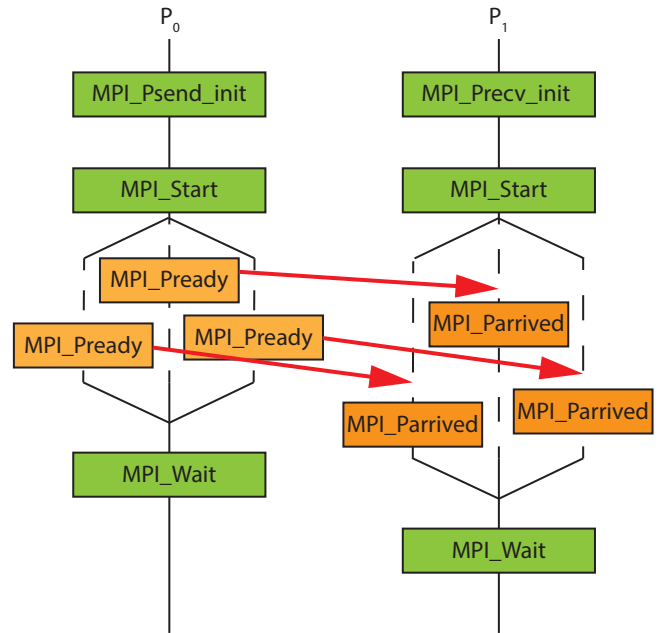 P0
P1
MPI_Psend_init
MPI_Precv_init
MPI_Start
MPI_Start
MPI_Pready
MPI_Parrived
MPI_Pready
MPI_Pready
MPI_Parrived
MPI_Parrived
MPI_Wait
MPI_Wait